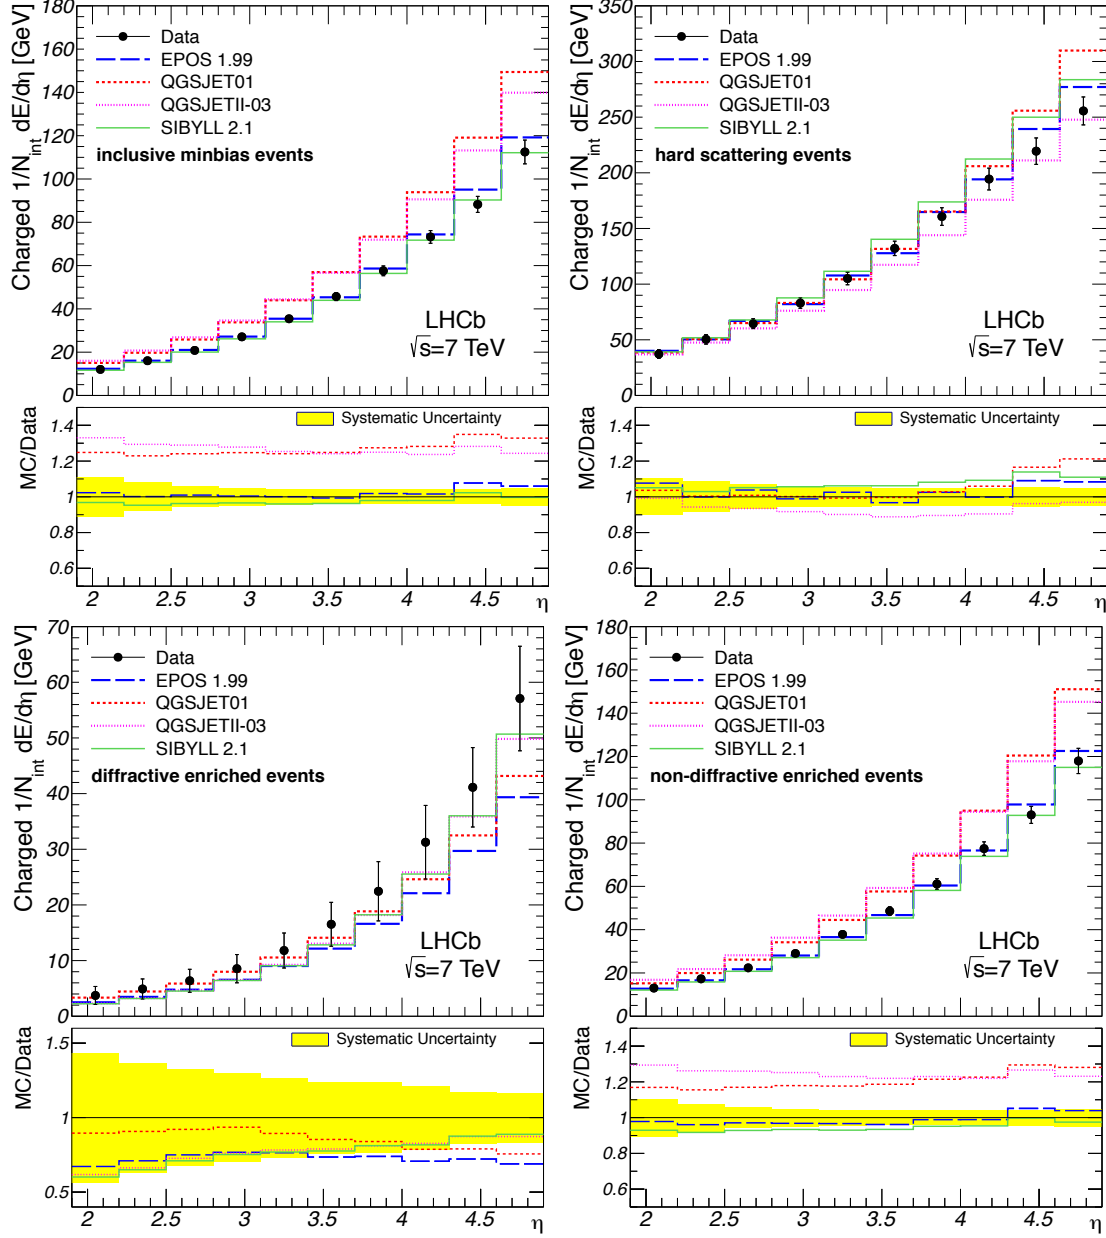 Charged 1/N_int dE/dη [GeV]
180
160
140
120
100
80
60
40
20
0
Data
EPOS 1.99
QGSJET01
QGSJETII-03
SIBYLL 2.1
inclusive minbias events
LHCb
√s=7 TeV
MC/Data
1.4
1.2
1
0.8
0.6
Systematic Uncertainty
2 2.5 3 3.5 4 4.5 η
Charged 1/N_int dE/dη [GeV]
350
300
250
200
150
100
50
0
Data
EPOS 1.99
QGSJET01
QGSJETII-03
SIBYLL 2.1
hard scattering events
LHCb
√s=7 TeV
MC/Data
1.4
1.2
1
0.8
0.6
Systematic Uncertainty
2 2.5 3 3.5 4 4.5 η
Charged 1/N_int dE/dη [GeV]
70
60
50
40
30
20
10
0
Data
EPOS 1.99
QGSJET01
QGSJETII-03
SIBYLL 2.1
diffractive enriched events
LHCb
√s=7 TeV
MC/Data
1.5
1
0.5
Systematic Uncertainty
2 2.5 3 3.5 4 4.5 η
Charged 1/N_int dE/dη [GeV]
180
160
140
120
100
80
60
40
20
0
Data
EPOS 1.99
QGSJET01
QGSJETII-03
SIBYLL 2.1
non-diffractive enriched events
LHCb
√s=7 TeV
MC/Data
1.4
1.2
1
0.8
0.6
Systematic Uncertainty
2 2.5 3 3.5 4 4.5 η